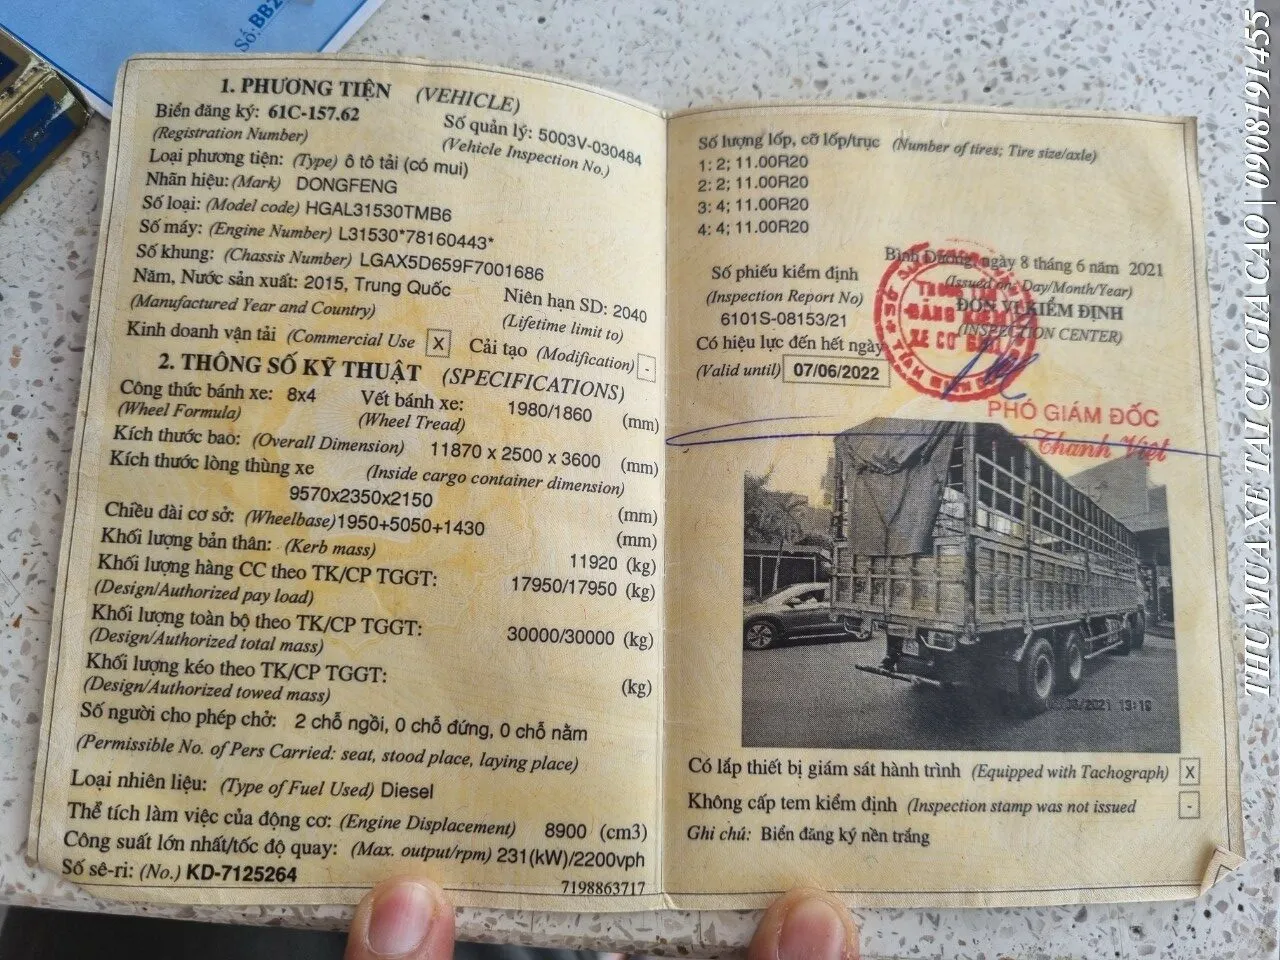 Số: BB2
1. PHƯƠNG TIỆN (VEHICLE)
Biển đăng ký: 61C-157.62
(Registration Number)
Số quản lý: 5003V-030484
(Vehicle Inspection No.)
Loại phương tiện: (Type) ô tô tải (có mui)
Nhãn hiệu: (Mark) DONGFENG
Số loại: (Model code) HGAL31530TMB6
Số máy: (Engine Number) L31530*78160443*
Số khung: (Chassis Number) LGAX5D659F7001686
Năm, Nước sản xuất: 2015, Trung Quốc
(Manufactured Year and Country)
Niên hạn SD: 2040
(Lifetime limit to)
Kinh doanh vận tải (Commercial Use X Cải tạo (Modification) -
2. THÔNG SỐ KỸ THUẬT (SPECIFICATIONS)
Công thức bánh xe: 8x4 Vết bánh xe: 1980/1860 (mm)
(Wheel Formula) (Wheel Tread)
Kích thước bao: (Overall Dimension) 11870 x 2500 x 3600 (mm)
Kích thước lòng thùng xe (Inside cargo container dimension)
9570x2350x2150 (mm)
Chiều dài cơ sở: (Wheelbase) 1950+5050+1430 (mm)
Khối lượng bản thân: (Kerb mass) 11920 (kg)
Khối lượng hàng CC theo TK/CP TGGT: 17950/17950 (kg)
(Design/Authorized pay load)
Khối lượng toàn bộ theo TK/CP TGGT: 30000/30000 (kg)
(Design/Authorized total mass)
Khối lượng kéo theo TK/CP TGGT: (kg)
(Design/Authorized towed mass)
Số người cho phép chở: 2 chỗ ngồi, 0 chỗ đứng, 0 chỗ nằm
(Permissible No. of Pers Carried: seat, stood place, laying place)
Loại nhiên liệu: (Type of Fuel Used) Diesel
Thể tích làm việc của động cơ: (Engine Displacement) 8900 (cm3)
Công suất lớn nhất/tốc độ quay: (Max. output/rpm) 231(kW)/2200vph
Số sê-ri: (No.) KD-7125264
7198863717
Số lượng lốp, cỡ lốp/trục (Number of tires; Tire size/axle)
1: 2; 11.00R20
2: 2; 11.00R20
3: 4; 11.00R20
4: 4; 11.00R20
Bình Dương, ngày 8 tháng 6 năm 2021
(Issued on: Day/Month/Year)
ĐƠN VỊ KIỂM ĐỊNH
(INSPECTION CENTER)
Số phiếu kiểm định
(Inspection Report No)
6101S-08153/21
Có hiệu lực đến hết ngày
(Valid until) 07/06/2022
ĐĂNG KIỂM
XE CƠ GIỚI
PHÓ GIÁM ĐỐC
Thanh Việt
Có lắp thiết bị giám sát hành trình (Equipped with Tachograph) X
Không cấp tem kiểm định (Inspection stamp was not issued -
Ghi chú: Biển đăng ký nền trắng
THU MUA XE TẢI CŨ GIÁ CAO | 0908191455